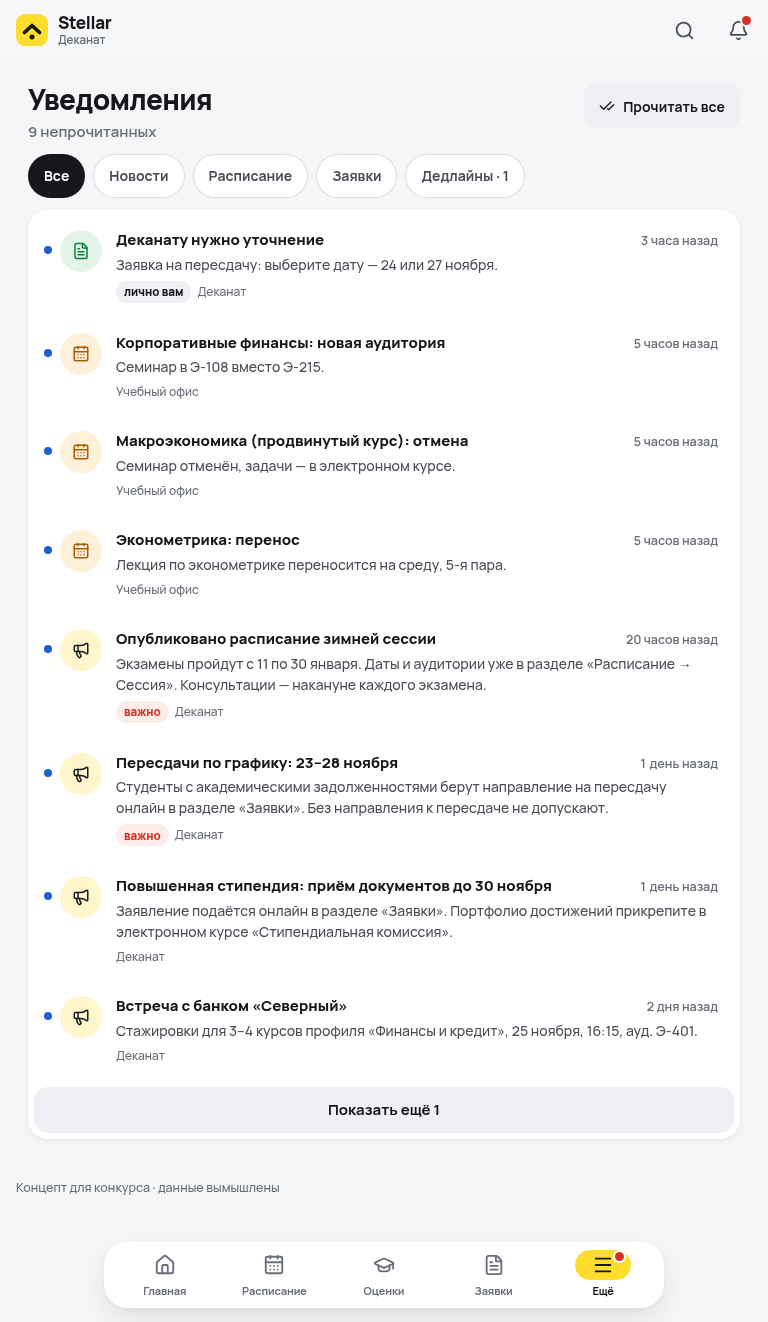 Stellar
Деканат
Уведомления
9 непрочитанных
Прочитать все
Все
Новости
Расписание
Заявки
Дедлайны · 1
Деканату нужно уточнение
3 часа назад
Заявка на пересдачу: выберите дату — 24 или 27 ноября.
лично вам Деканат
Корпоративные финансы: новая аудитория
5 часов назад
Семинар в Э-108 вместо Э-215.
Учебный офис
Макроэкономика (продвинутый курс): отмена
5 часов назад
Семинар отменён, задачи — в электронном курсе.
Учебный офис
Эконометрика: перенос
5 часов назад
Лекция по эконометрике переносится на среду, 5-я пара.
Учебный офис
Опубликовано расписание зимней сессии
20 часов назад
Экзамены пройдут с 11 по 30 января. Даты и аудитории уже в разделе «Расписание →
Сессия». Консультации — накануне каждого экзамена.
важно Деканат
Пересдачи по графику: 23–28 ноября
1 день назад
Студенты с академическими задолженностями берут направление на пересдачу
онлайн в разделе «Заявки». Без направления к пересдаче не допускают.
важно Деканат
Повышенная стипендия: приём документов до 30 ноября
1 день назад
Заявление подаётся онлайн в разделе «Заявки». Портфолио достижений прикрепите в
электронном курсе «Стипендиальная комиссия».
Деканат
Встреча с банком «Северный»
2 дня назад
Стажировки для 3–4 курсов профиля «Финансы и кредит», 25 ноября, 16:15, ауд. Э-401.
Деканат
Показать ещё 1
Концепт для конкурса · данные вымышлены
Главная
Расписание
Оценки
Заявки
Ещё